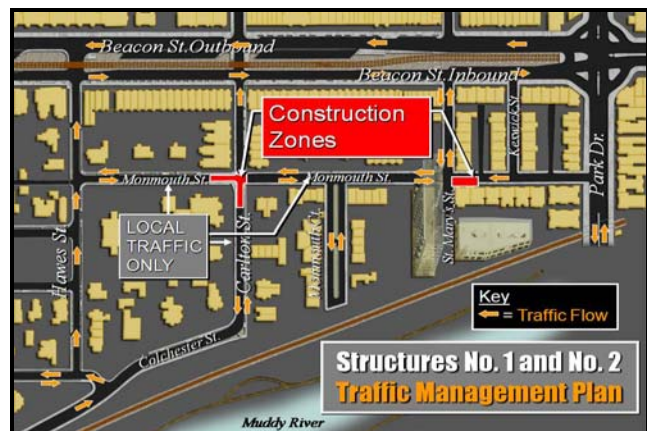 Beacon St. Outbound
Beacon St. Inbound
Construction
Zones
Keswick St.
Park Dr.
Monmouth St.
Monmouth St.
LOCAL
TRAFFIC
ONLY
Hawes St.
Carlton St.
Monmouth Ct.
St. Mary's St.
Key
= Traffic Flow
Colchester St.
Structures No. 1 and No. 2
Traffic Management Plan
Muddy River